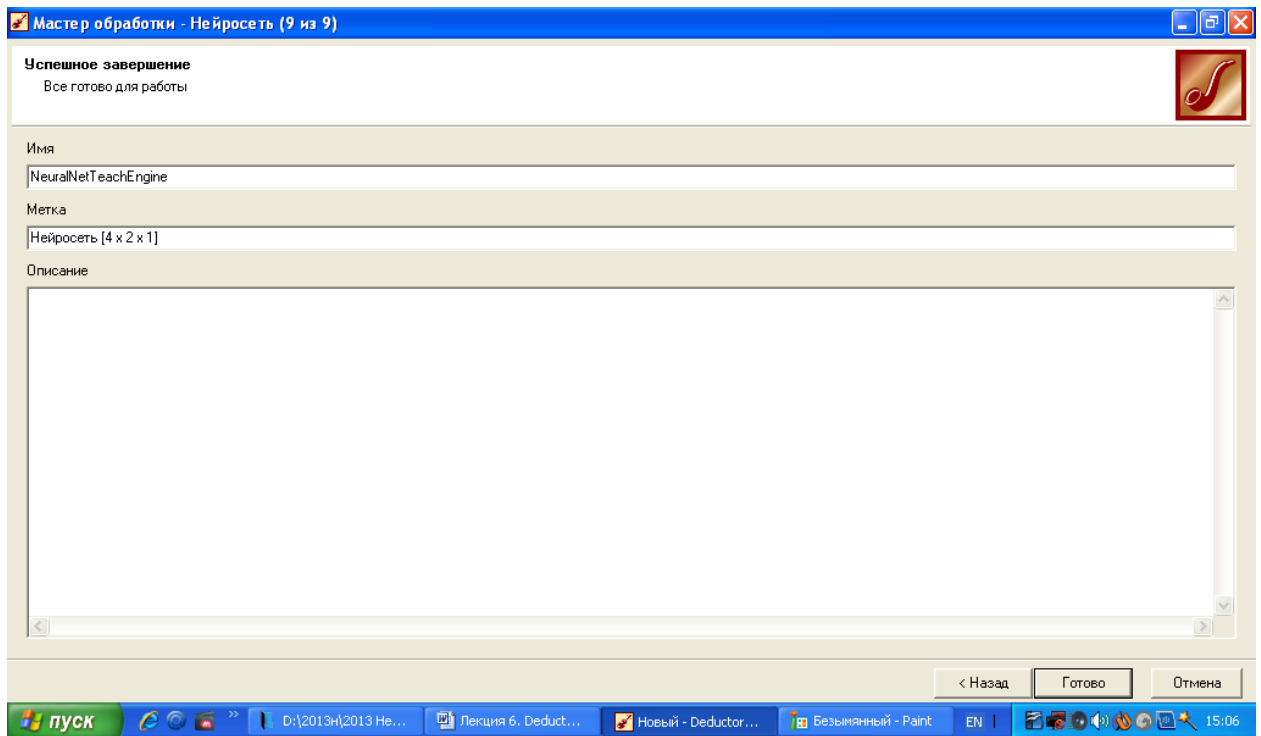 Мастер обработки - Нейросеть (9 из 9)
Успешное завершение
Все готово для работы
Имя
NeuralNetTeachEngine
Метка
Нейросеть [4 x 2 x 1]
Описание
< Назад
Готово
Отмена
пуск
D:\2013н\2013 Не...
Лекция 6. Deduct...
Новый - Deductor...
Безымянный - Paint
EN
15:06